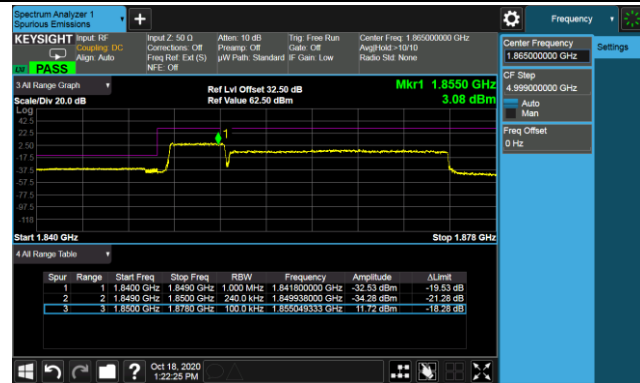 Spectrum Analyzer 1
Spurious Emissions
Frequency
KEYSIGHT
Input: RF
Coupling: DC
Align: Auto
Input Z: 50 Ω
Corrections: Off
Freq Ref: Ext (S)
NFE: Off
Atten: 10 dB
Preamp: Off
µW Path: Standard
Trig: Free Run
Gate: Off
IF Gain: Low
Center Freq: 1.865000000 GHz
Avg|Hold:>10/10
Radio Std: None
PASS
Center Frequency
1.865000000 GHz
Settings
CF Step
4.999000000 GHz
Auto
Man
Freq Offset
0 Hz
3 All Range Graph
Scale/Div 20.0 dB
Ref Lvl Offset 32.50 dB
Ref Value 62.50 dBm
Mkr1 1.8550 GHz
3.08 dBm
Log
42.5
22.5
2.50
-17.5
-37.5
-57.5
-77.5
-97.5
-118
1
Start 1.840 GHz
Stop 1.878 GHz
4 All Range Table
Spur Range Start Freq Stop Freq RBW Frequency Amplitude ΔLimit
1 1 1.8400 GHz 1.8490 GHz 1.000 MHz 1.841800000 GHz -32.53 dBm -19.53 dB
2 2 1.8490 GHz 1.8500 GHz 240.0 kHz 1.849938000 GHz -34.28 dBm -21.28 dB
3 3 1.8500 GHz 1.8780 GHz 100.0 kHz 1.855049333 GHz 11.72 dBm -18.28 dB
?
Oct 18, 2020
1:22:25 PM